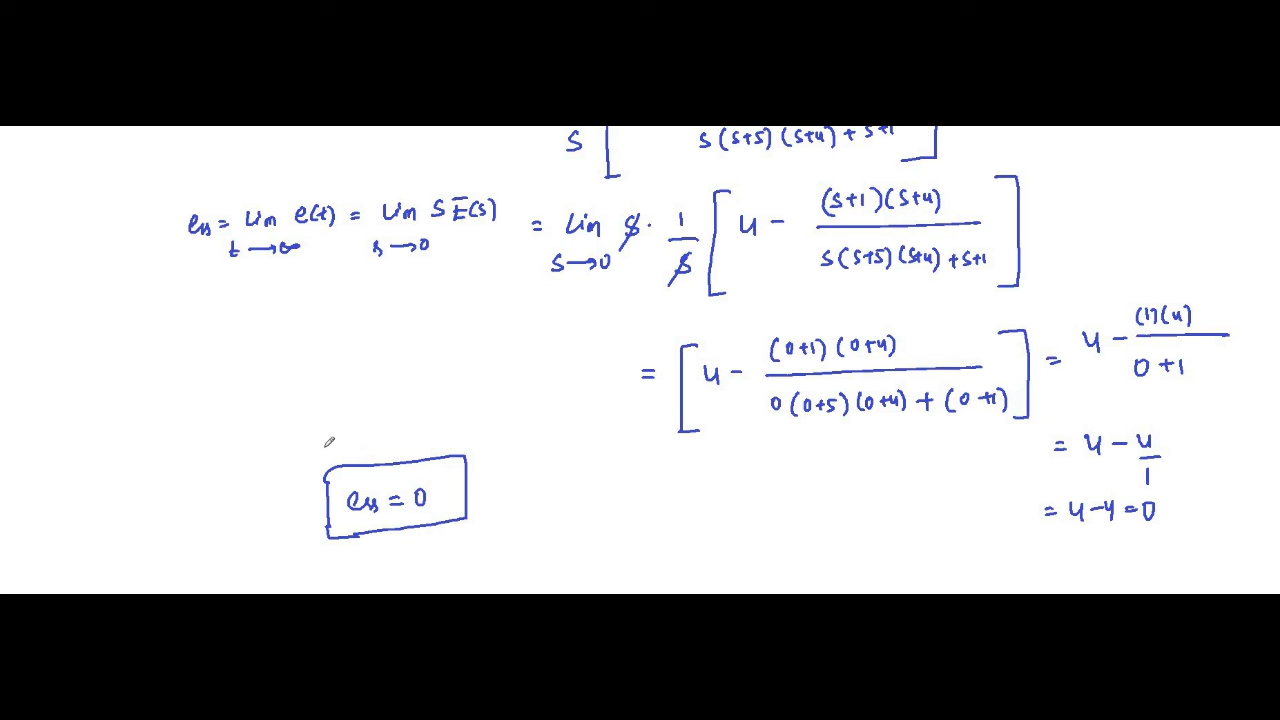 s [ s(s+5)(s+4)+s+1 ]
ess = lim t→∞ e(t) = lim s→0 s E(s) = lim s→0 s · 1/s [ 4 − (s+1)(s+4) / s(s+5)(s+4)+s+1 ]
= [ 4 − (0+1)(0+4) / 0(0+5)(0+4)+(0+1) ] = 4 − (1)(4) / 0+1
= 4 − 4/1
ess = 0
= 4−4=0